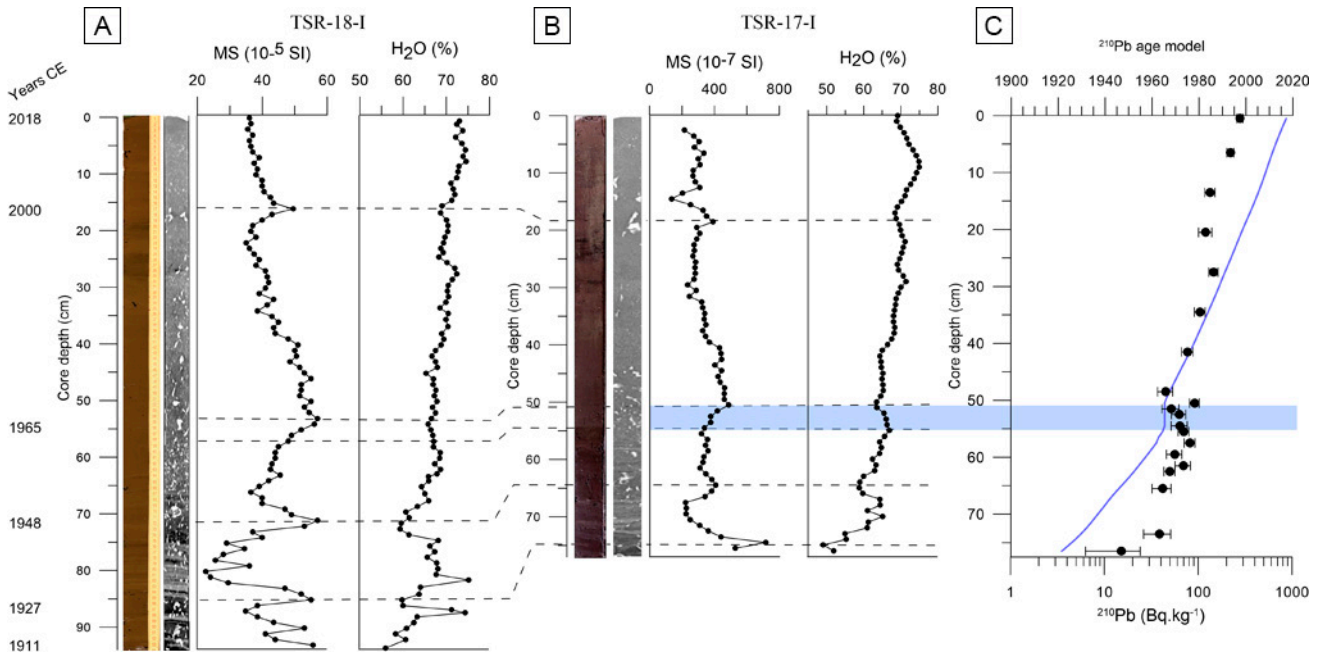 A
TSR-18-I
B
TSR-17-I
C
²¹⁰Pb age model
MS (10-5 SI)
H₂O (%)
MS (10-7 SI)
H₂O (%)
1900 1920 1940 1960 1980 2000 2020
Years CE
20 40 60
50 60 70 80
0 400 800
50 60 70 80
2018
2000
1965
1948
1927
1911
Core depth (cm)
0
10
20
30
40
50
60
70
80
90
Core depth (cm)
0
10
20
30
40
50
60
70
Core depth (cm)
0
10
20
30
40
50
60
70
1 10 100 1000
²¹⁰Pb (Bq.kg⁻¹)